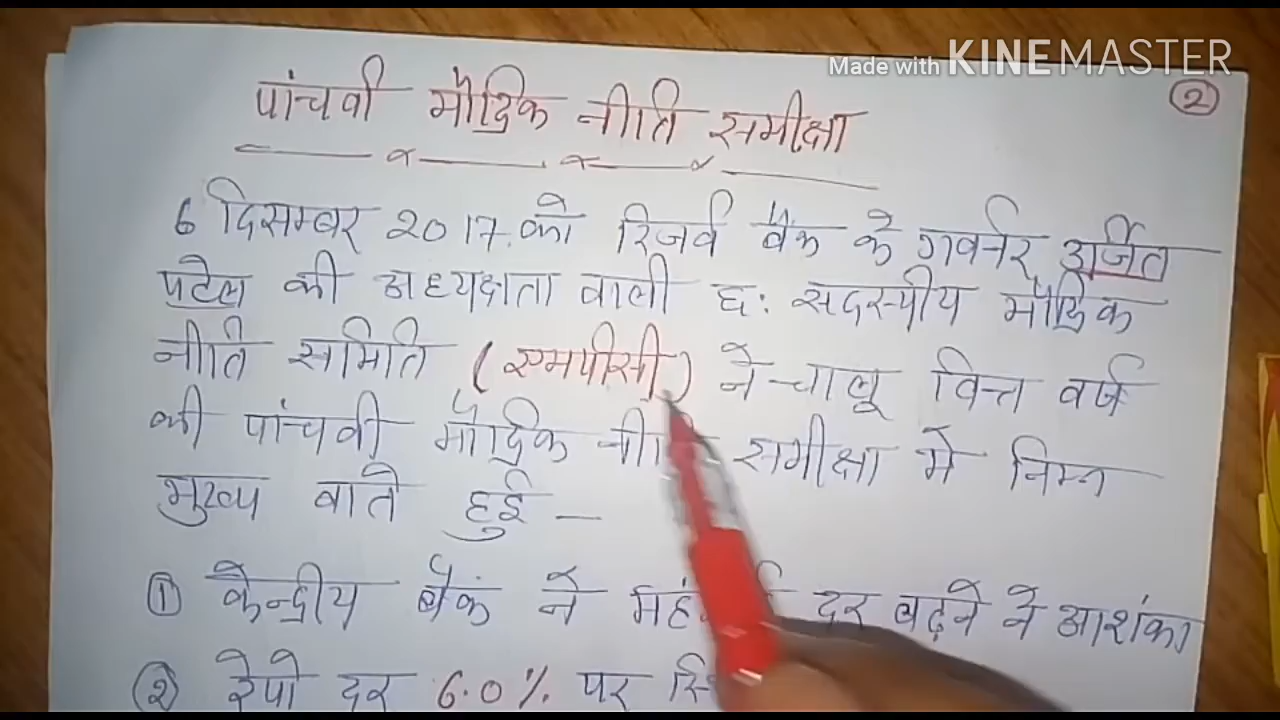 Made with KINEMASTER
②
पांचवी मौद्रिक नीति समीक्षा
6 दिसम्बर 2017 को रिजर्व बैंक के गवर्नर उर्जित
पटेल की अध्यक्षता वाली छः सदस्यीय मौद्रिक
नीति समिति (एमपीसी) ने चालू वित्त वर्ष
की पांचवी मौद्रिक समीक्षा में निम्न
मुख्य बाते हुई –
① केन्द्रीय बैंक ने दर बढ़ने ने आशंका
② रेपो दर 6.0% पर